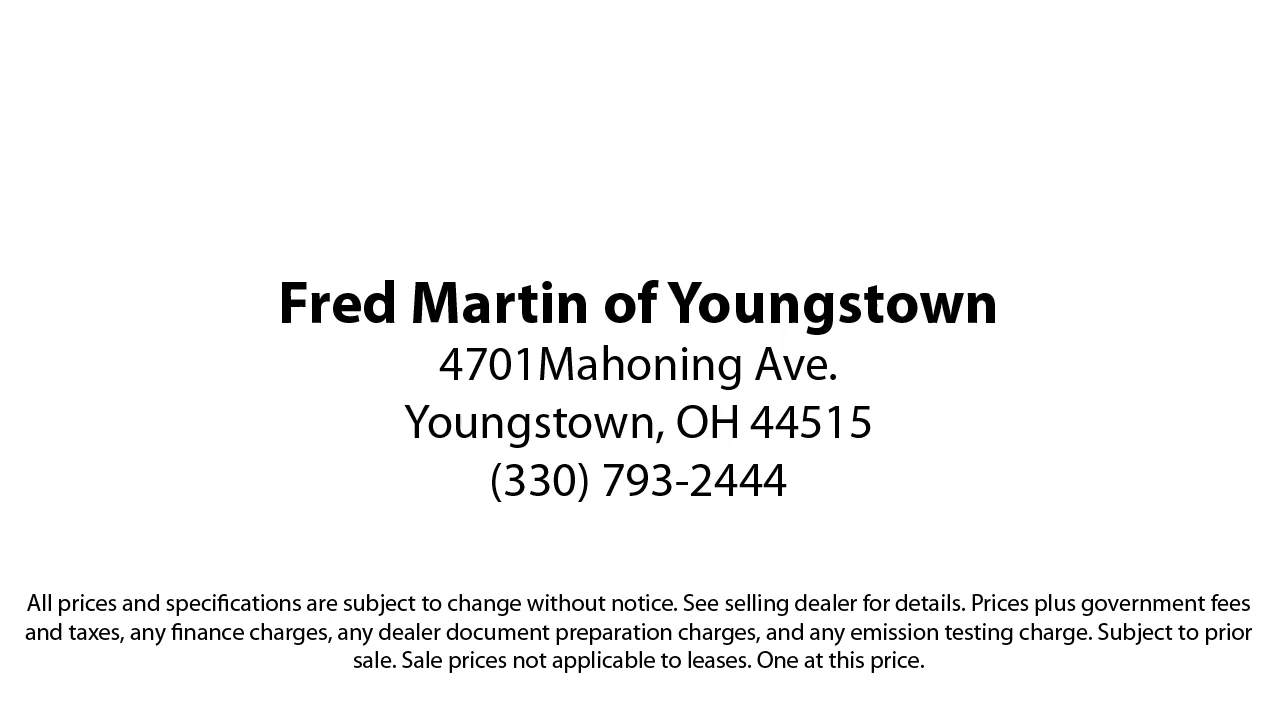 Fred Martin of Youngstown
4701Mahoning Ave.
Youngstown, OH 44515
(330) 793-2444
All prices and specifications are subject to change without notice. See selling dealer for details. Prices plus government fees
and taxes, any finance charges, any dealer document preparation charges, and any emission testing charge. Subject to prior
sale. Sale prices not applicable to leases. One at this price.